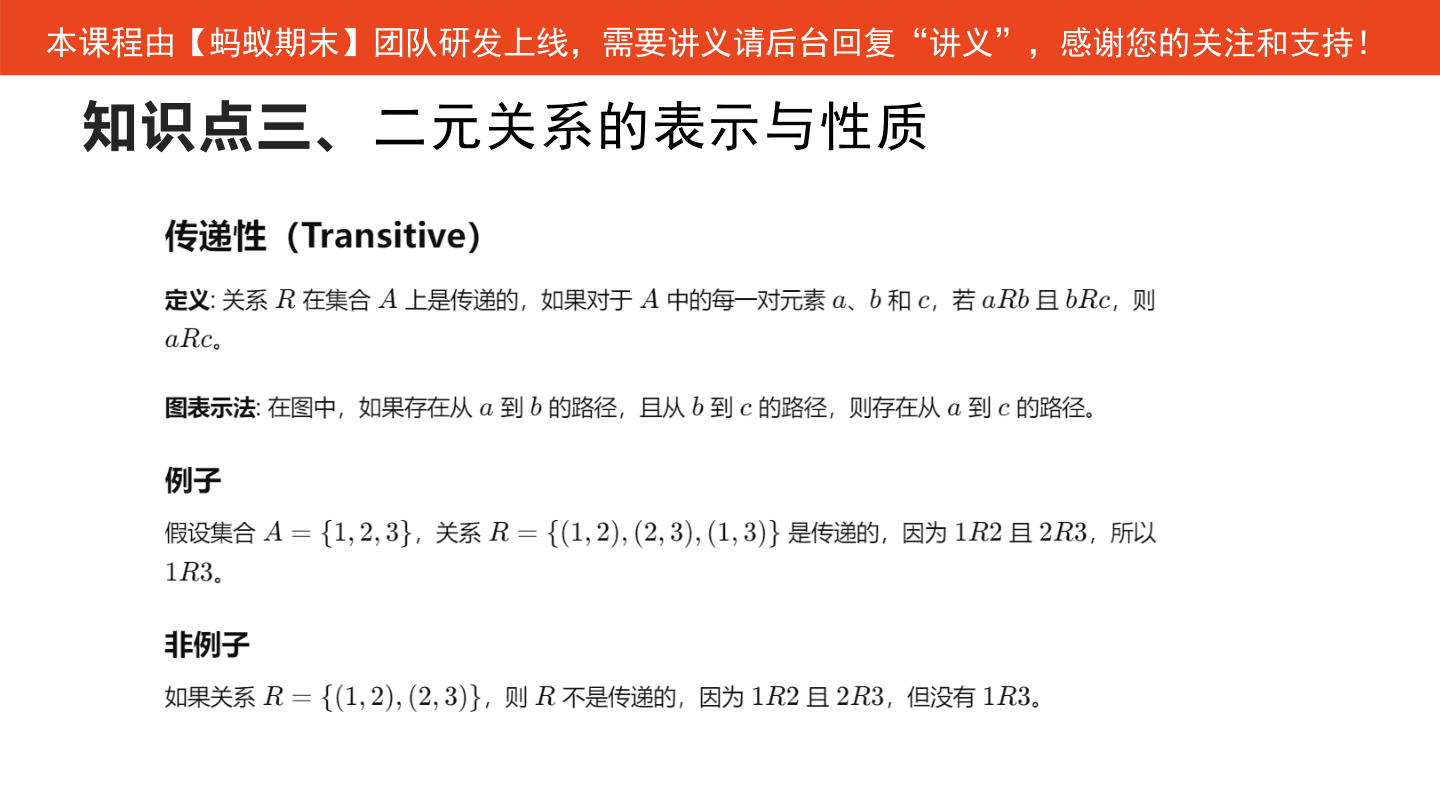 本课程由【蚂蚁期末】团队研发上线，需要讲义请后台回复“讲义”，感谢您的关注和支持！
知识点三、二元关系的表示与性质
传递性（Transitive）
定义: 关系 R 在集合 A 上是传递的，如果对于 A 中的每一对元素 a、b 和 c，若 aRb 且 bRc，则
aRc。
图表示法: 在图中，如果存在从 a 到 b 的路径，且从 b 到 c 的路径，则存在从 a 到 c 的路径。
例子
假设集合 A = {1, 2, 3}，关系 R = {(1, 2), (2, 3), (1, 3)} 是传递的，因为 1R2 且 2R3，所以
1R3。
非例子
如果关系 R = {(1, 2), (2, 3)}，则 R 不是传递的，因为 1R2 且 2R3，但没有 1R3。